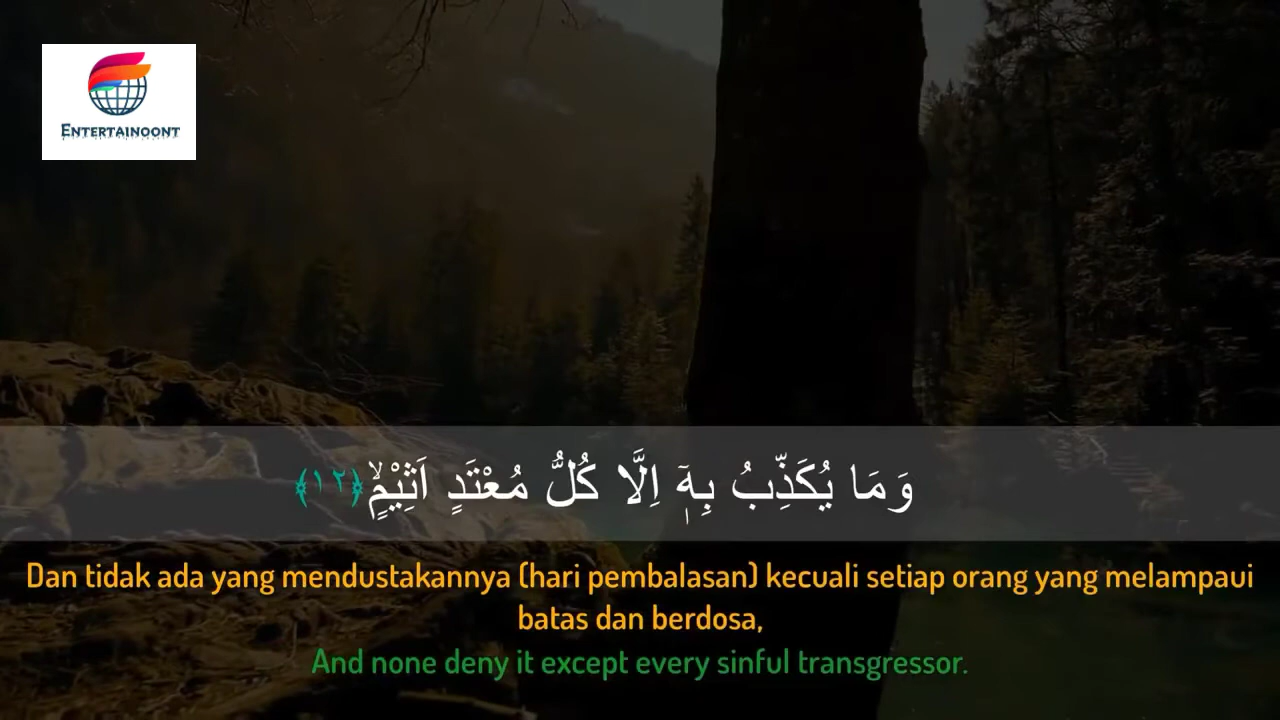 ENTERTAINOONT
وَمَا يُكَذِّبُ بِهٖٓ اِلَّا كُلُّ مُعْتَدٍ اَثِيْمٍۙ ﴿١٢﴾
Dan tidak ada yang mendustakannya (hari pembalasan) kecuali setiap orang yang melampaui
batas dan berdosa,
And none deny it except every sinful transgressor.